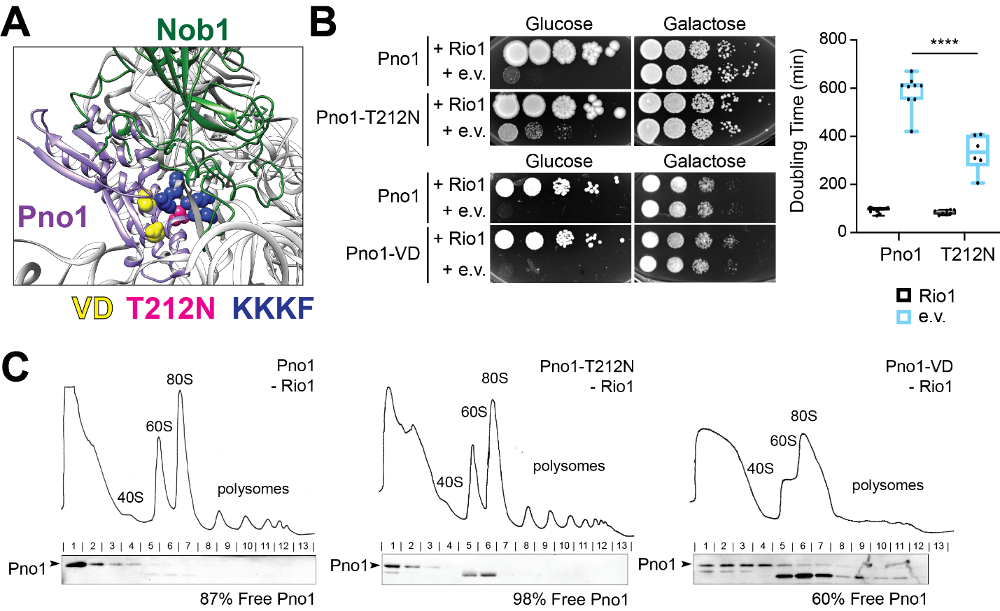 A
Nob1
Pno1
VD T212N KKKF
B
Glucose Galactose
Pno1
+ Rio1
+ e.v.
Pno1-T212N
+ Rio1
+ e.v.
Glucose Galactose
Pno1
+ Rio1
+ e.v.
Pno1-VD
+ Rio1
+ e.v.
Doubling Time (min)
800
600
400
200
0
****
Pno1 T212N
Rio1
e.v.
C
Pno1
- Rio1
80S
60S
40S
polysomes
1 2 3 4 5 6 7 8 9 10 11 12 13
Pno1
87% Free Pno1
Pno1-T212N
- Rio1
80S
60S
40S
polysomes
1 2 3 4 5 6 7 8 9 10 11 12 13
Pno1
98% Free Pno1
Pno1-VD
- Rio1
80S
60S
40S
polysomes
1 2 3 4 5 6 7 8 9 10 11 12 13
Pno1
60% Free Pno1